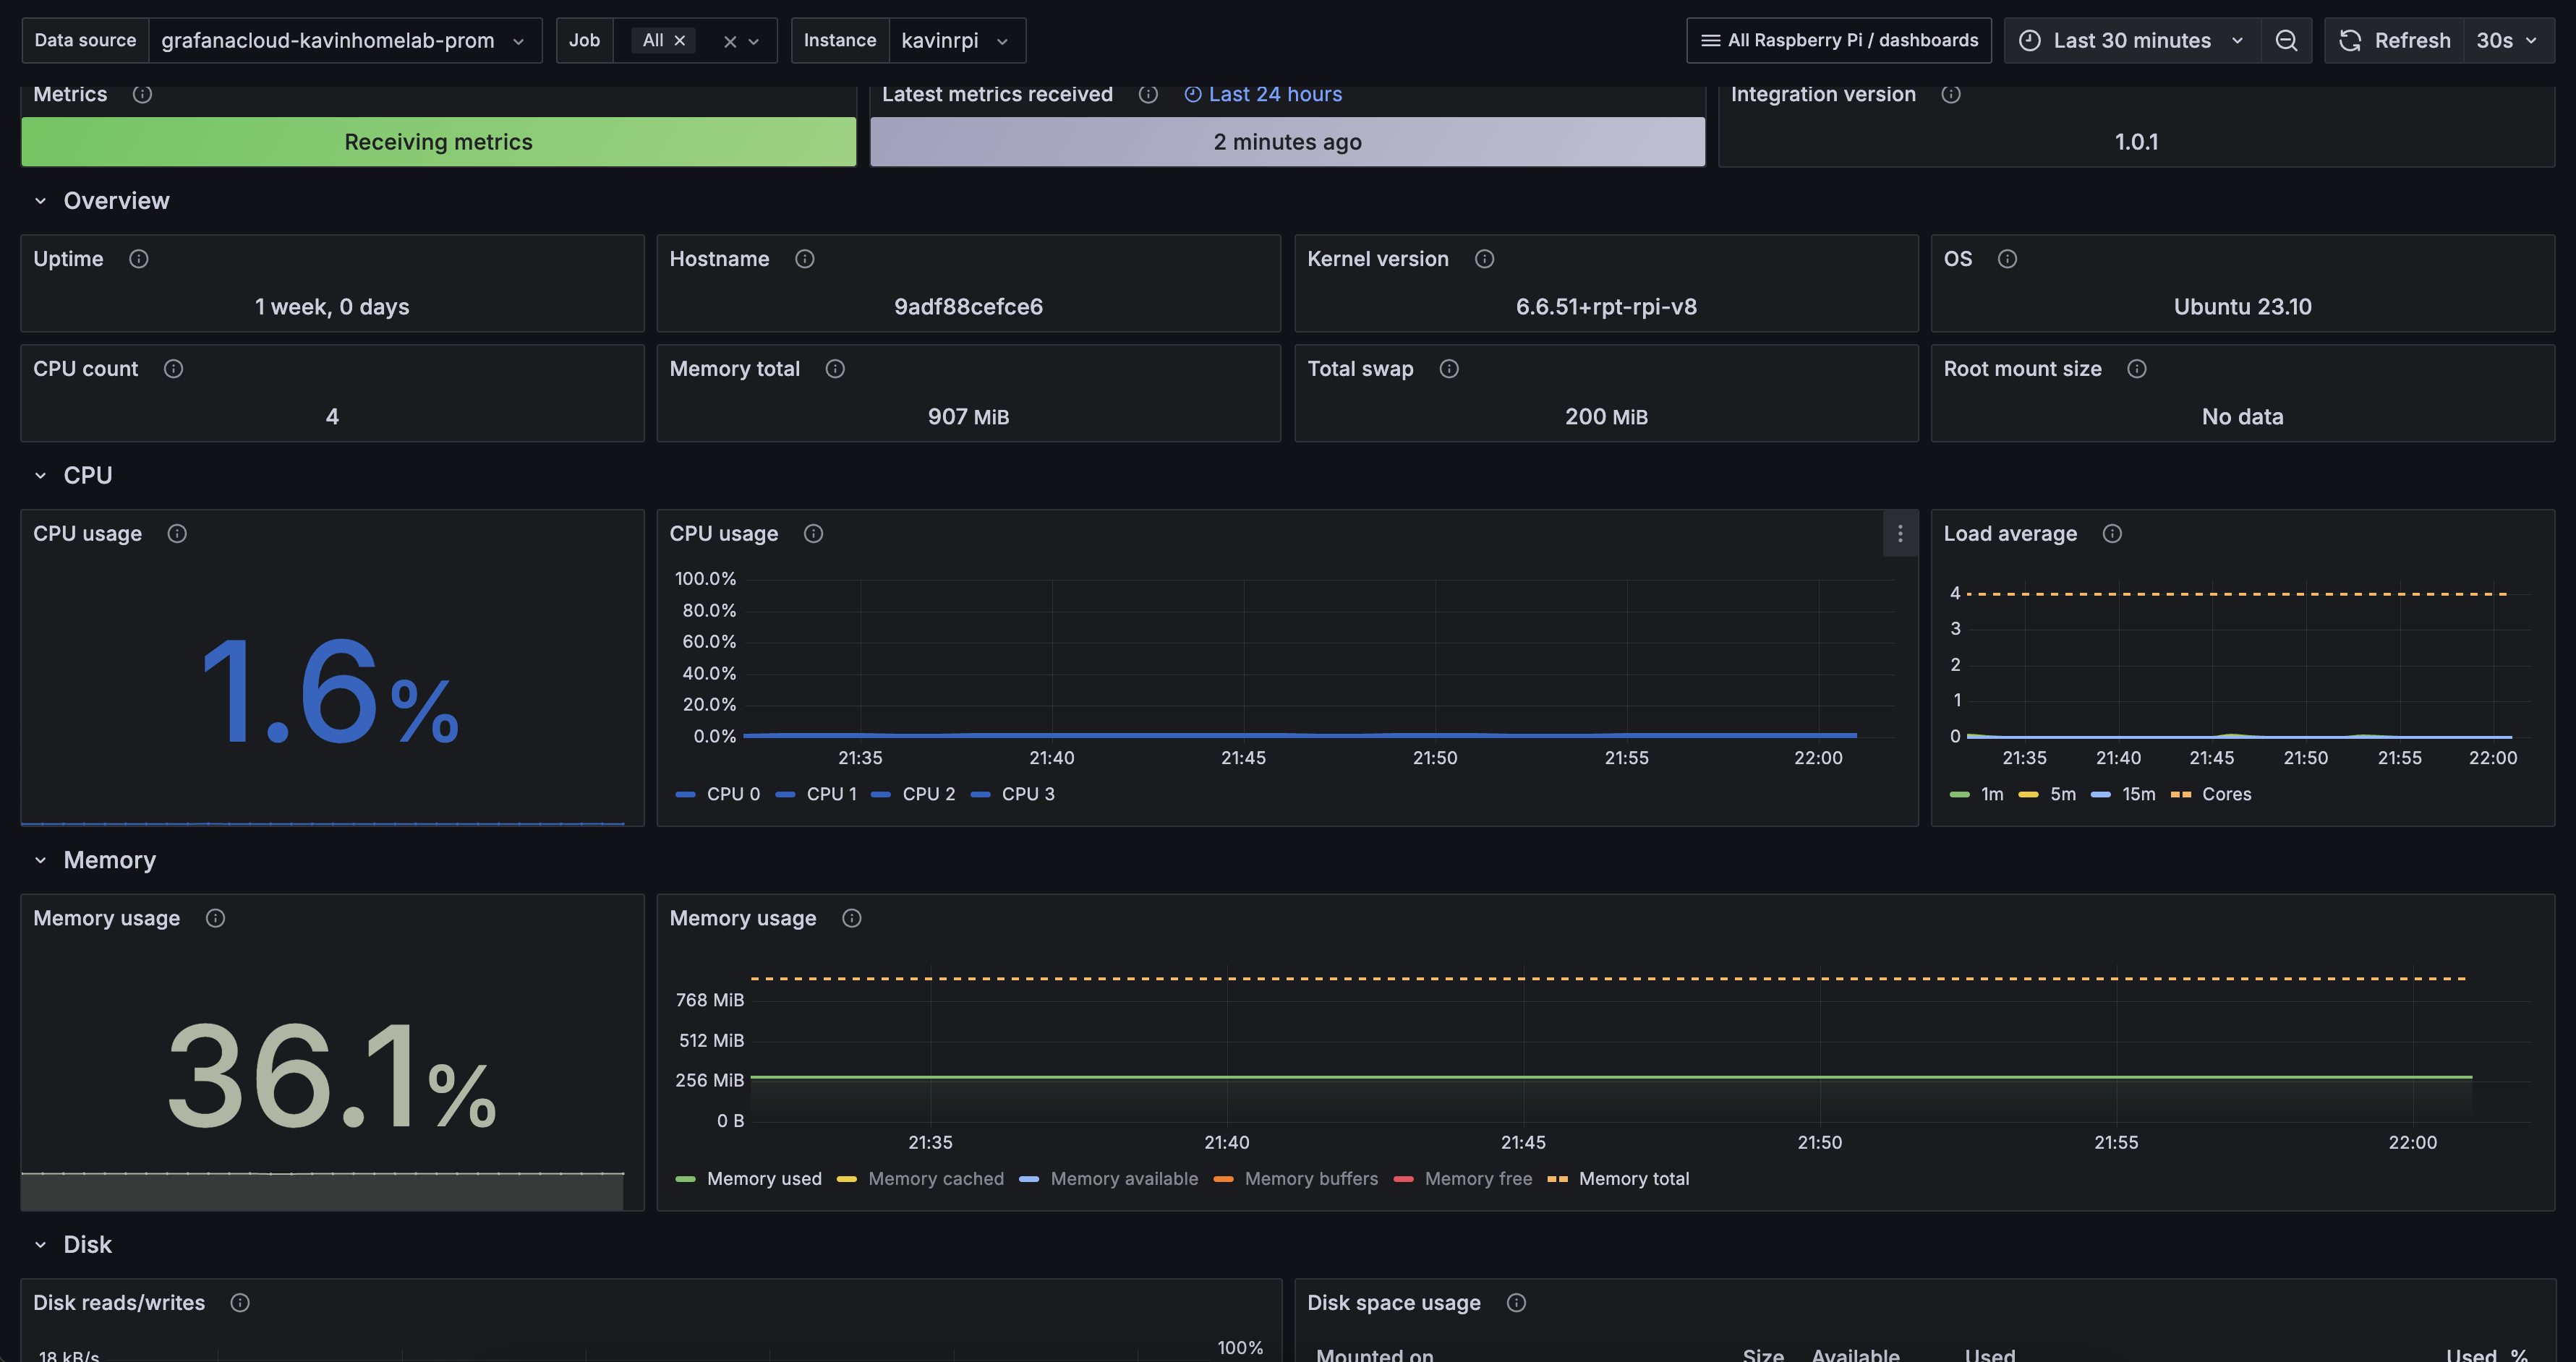 Data source grafanacloud-kavinhomelab-prom Job All Instance kavinrpi All Raspberry Pi / dashboards Last 30 minutes Refresh 30s
Metrics Latest metrics received Last 24 hours Integration version
Receiving metrics 2 minutes ago 1.0.1
Overview
Uptime Hostname Kernel version OS
1 week, 0 days 9adf88cefce6 6.6.51+rpt-rpi-v8 Ubuntu 23.10
CPU count Memory total Total swap Root mount size
4 907 MiB 200 MiB No data
CPU
CPU usage
1.6%
CPU usage
100.0%
80.0%
60.0%
40.0%
20.0%
0.0%
21:35 21:40 21:45 21:50 21:55 22:00
CPU 0 CPU 1 CPU 2 CPU 3
Load average
4
3
2
1
0
21:35 21:40 21:45 21:50 21:55 22:00
1m 5m 15m Cores
Memory
Memory usage
36.1%
Memory usage
768 MiB
512 MiB
256 MiB
0 B
21:35 21:40 21:45 21:50 21:55 22:00
Memory used Memory cached Memory available Memory buffers Memory free Memory total
Disk
Disk reads/writes
18 kB/s 100%
Disk space usage
Mounted on Size Available Used Used, %